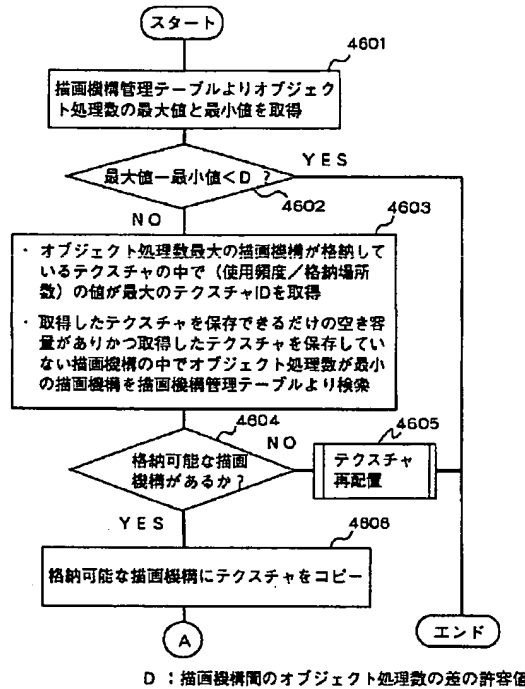 スタート
4601
描画機構管理テーブルよりオブジェク
ト処理数の最大値と最小値を取得
YES
最大値ー最小値<D ?
4602
NO
4603
・ オブジェクト処理数最大の描画機構が格納して
いるテクスチャの中で(使用頻度/格納場所
数)の値が最大のテクスチャIDを取得
・ 取得したテクスチャを保存できるだけの空き容
量がありかつ取得したテクスチャを保存してい
ない描画機構の中でオブジェクト処理数が最小
の描画機構を描画機構管理テーブルより検索
4604
NO
4605
格納可能な描画
機構があるか?
テクスチャ
再配置
YES
4606
格納可能な描画機構にテクスチャをコピー
A
エンド
D :描画機構間のオブジェクト処理数の差の許容値